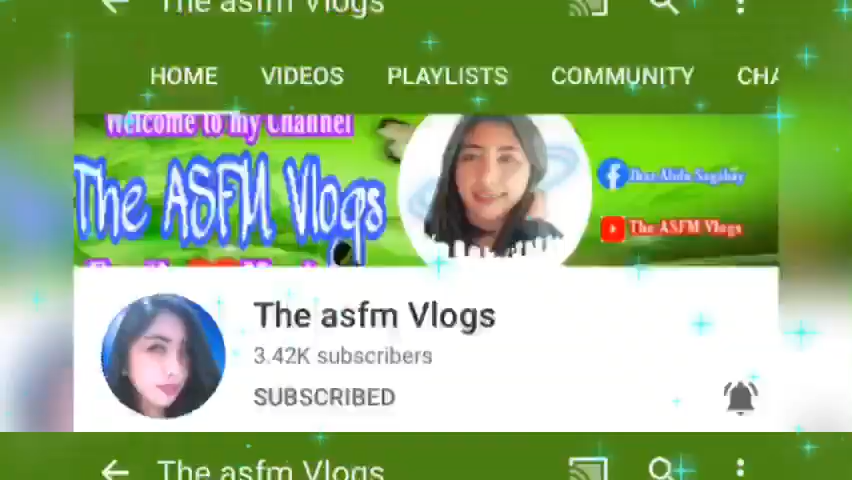 The asfm Vlogs
HOME VIDEOS PLAYLISTS COMMUNITY CHA
Welcome to my Channel
The ASFM Vlogs
The ASFM Vlogs
The asfm Vlogs
3.42K subscribers
SUBSCRIBED
The asfm Vlogs